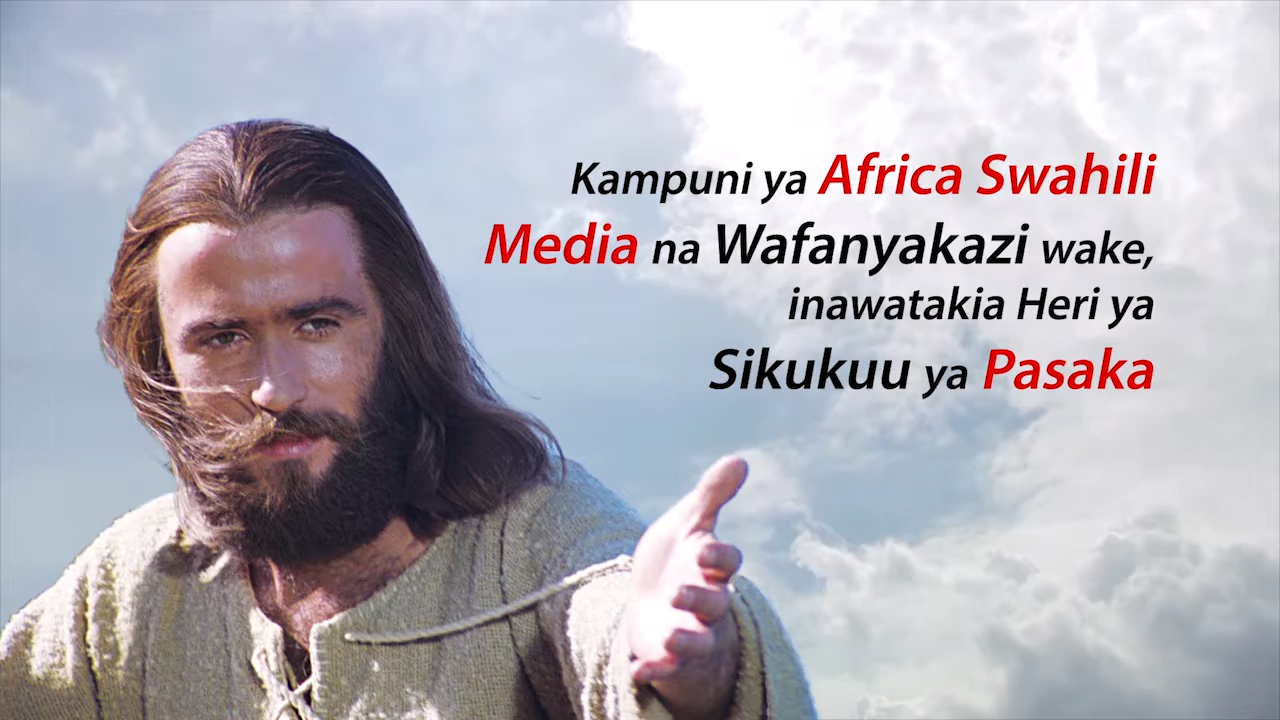 Kampuni ya Africa Swahili
Media na Wafanyakazi wake,
inawatakia Heri ya
Sikukuu ya Pasaka